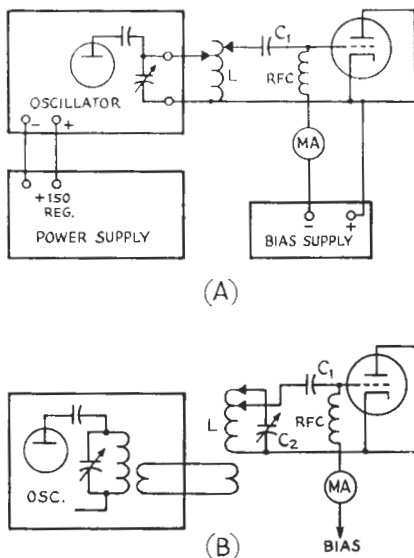 C₁
L
RFC
OSCILLATOR
- +
MA
+150
REG.
POWER SUPPLY
- +
BIAS SUPPLY
(A)
C₁
L
C₂
RFC
OSC.
MA
BIAS
(B)